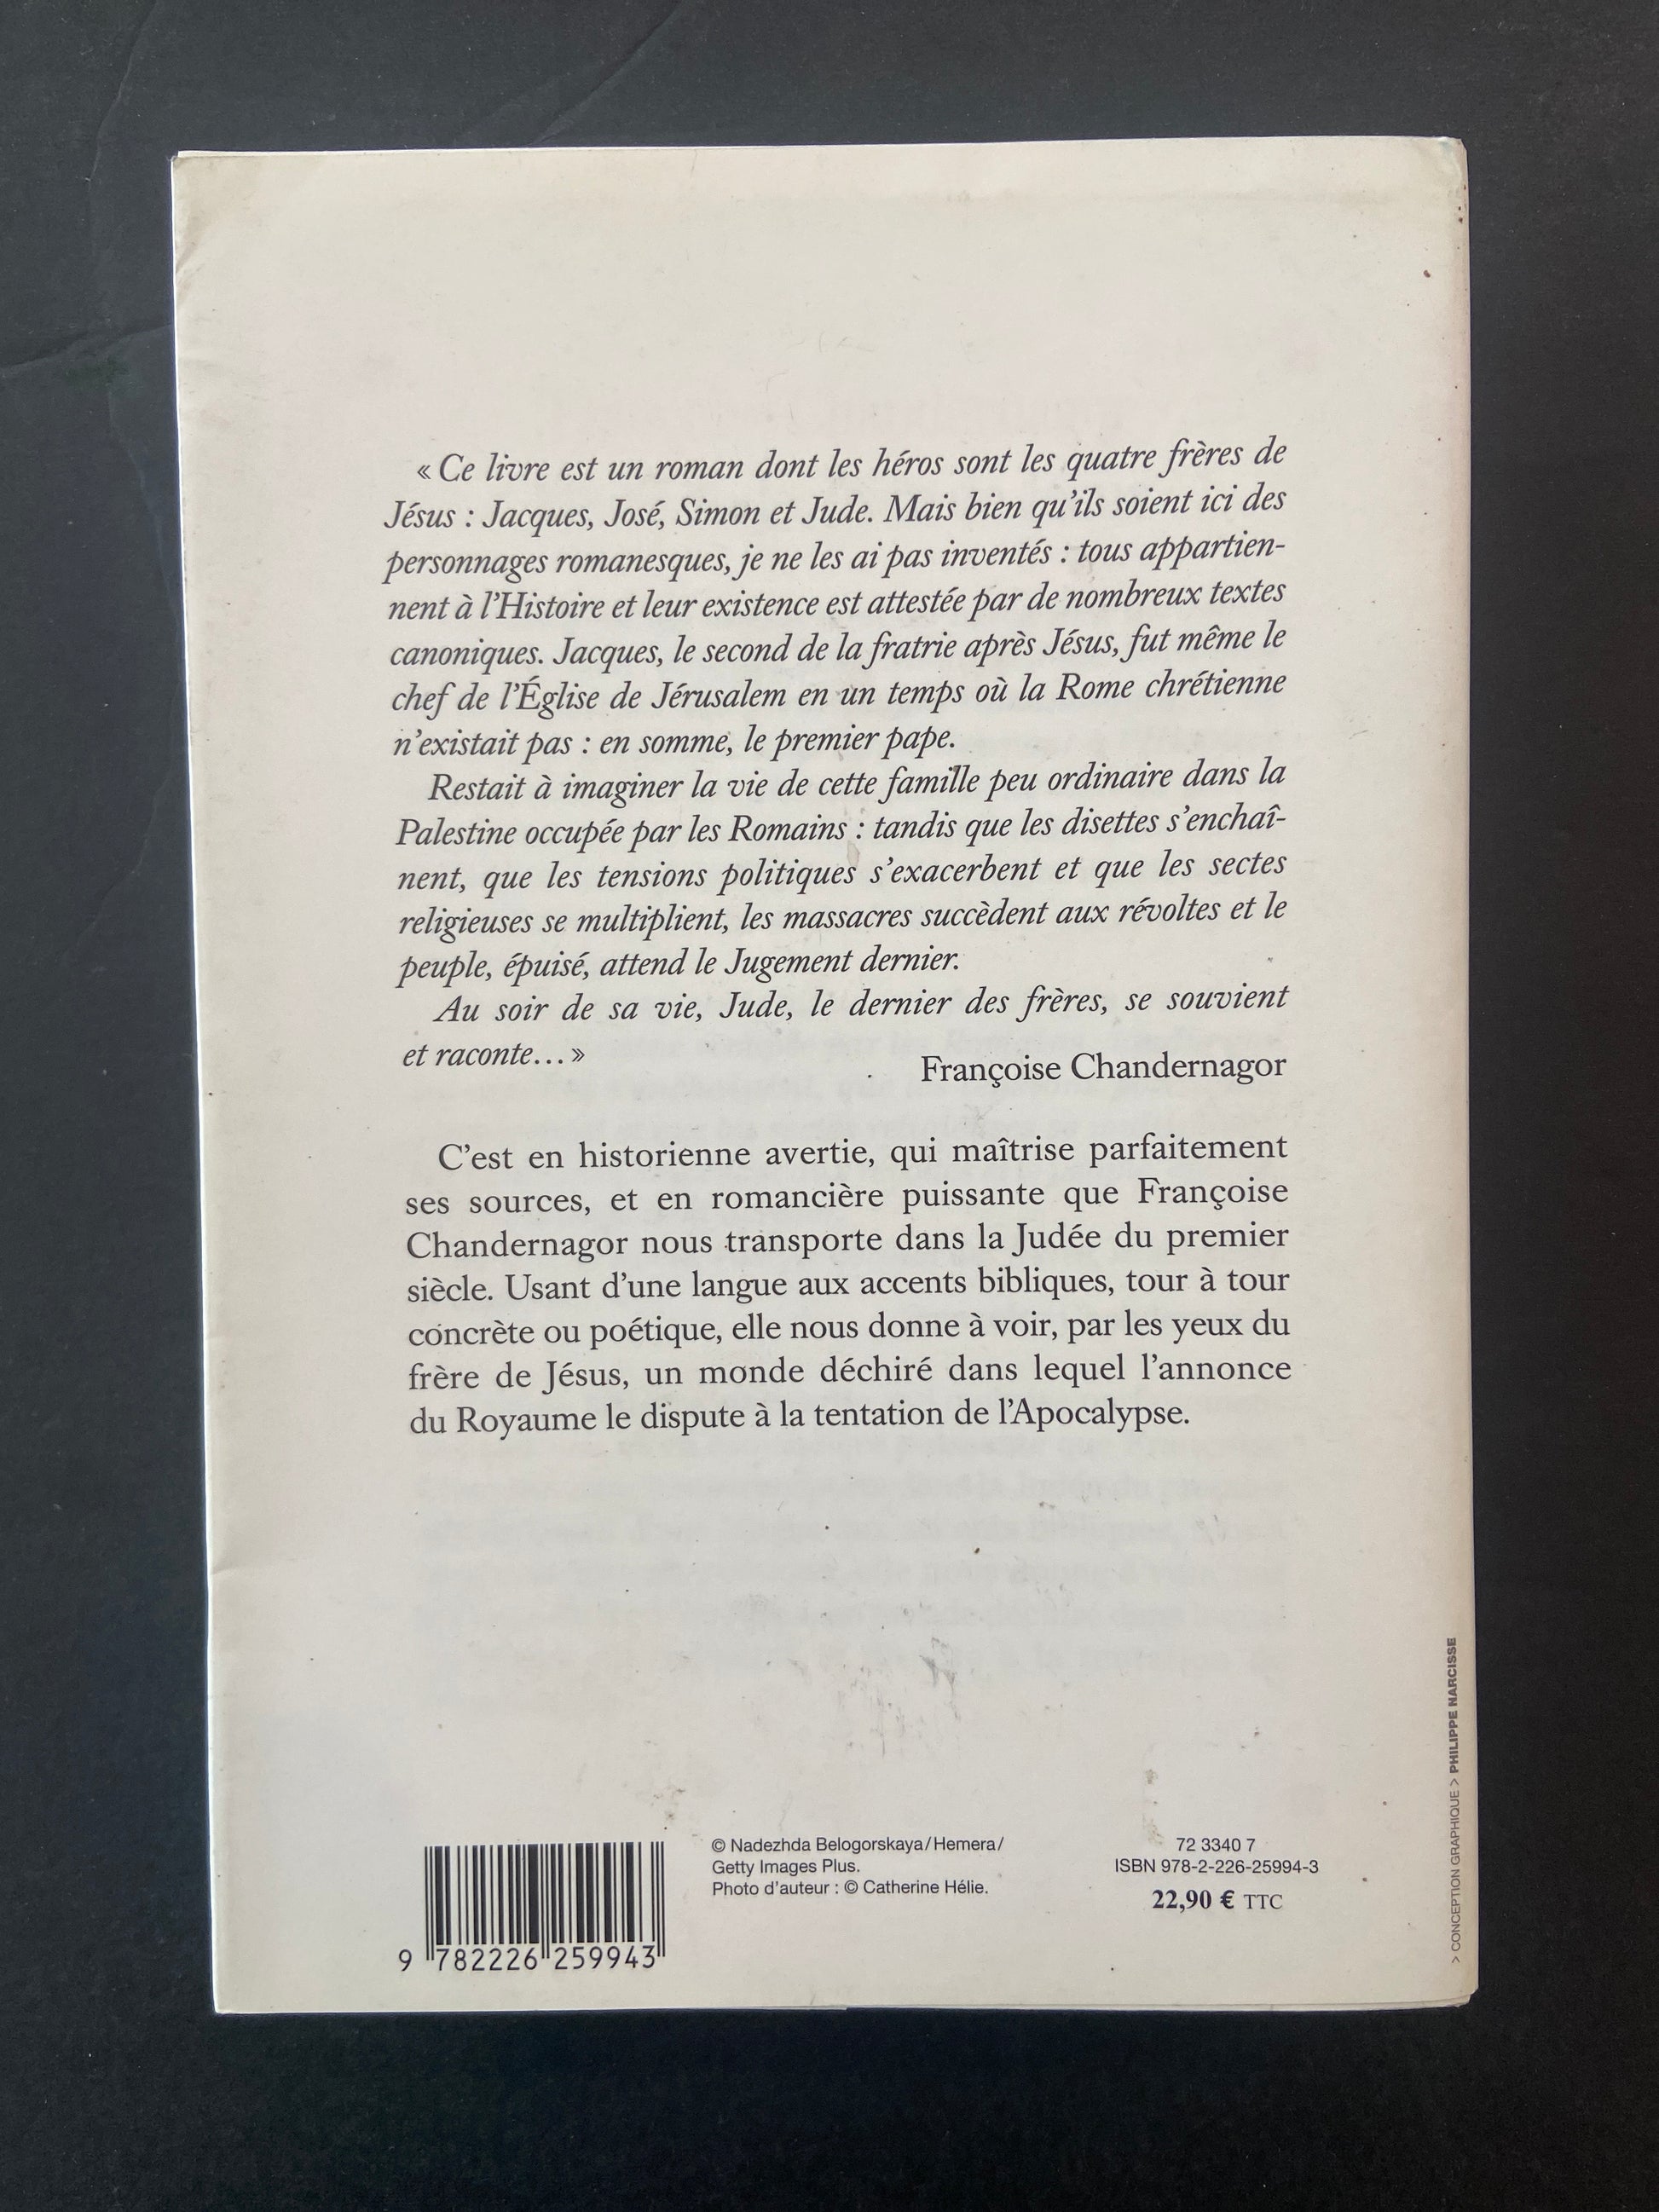 « Ce livre est un roman dont les héros sont les quatre frères de
Jésus : Jacques, José, Simon et Jude. Mais bien qu’ils soient ici des
personnages romanesques, je ne les ai pas inventés : tous appartien-
nent à l’Histoire et leur existence est attestée par de nombreux textes
canoniques. Jacques, le second de la fratrie après Jésus, fut même le
chef de l’Église de Jérusalem en un temps où la Rome chrétienne
n’existait pas : en somme, le premier pape.
Restait à imaginer la vie de cette famille peu ordinaire dans la
Palestine occupée par les Romains : tandis que les disettes s’enchaî-
nent, que les tensions politiques s’exacerbent et que les sectes
religieuses se multiplient, les massacres succèdent aux révoltes et le
peuple, épuisé, attend le Jugement dernier.
Au soir de sa vie, Jude, le dernier des frères, se souvient
et raconte… »
Françoise Chandernagor
C’est en historienne avertie, qui maîtrise parfaitement
ses sources, et en romancière puissante que Françoise
Chandernagor nous transporte dans la Judée du premier
siècle. Usant d’une langue aux accents bibliques, tour à tour
concrète ou poétique, elle nous donne à voir, par les yeux du
frère de Jésus, un monde déchiré dans lequel l’annonce
du Royaume le dispute à la tentation de l’Apocalypse.
9 782226 259943
© Nadezhda Belogorskaya/Hemera/
Getty Images Plus.
Photo d’auteur : © Catherine Hélie.
72 3340 7
ISBN 978-2-226-25994-3
22,90 € TTC
> CONCEPTION GRAPHIQUE > PHILIPPE NARCISSE